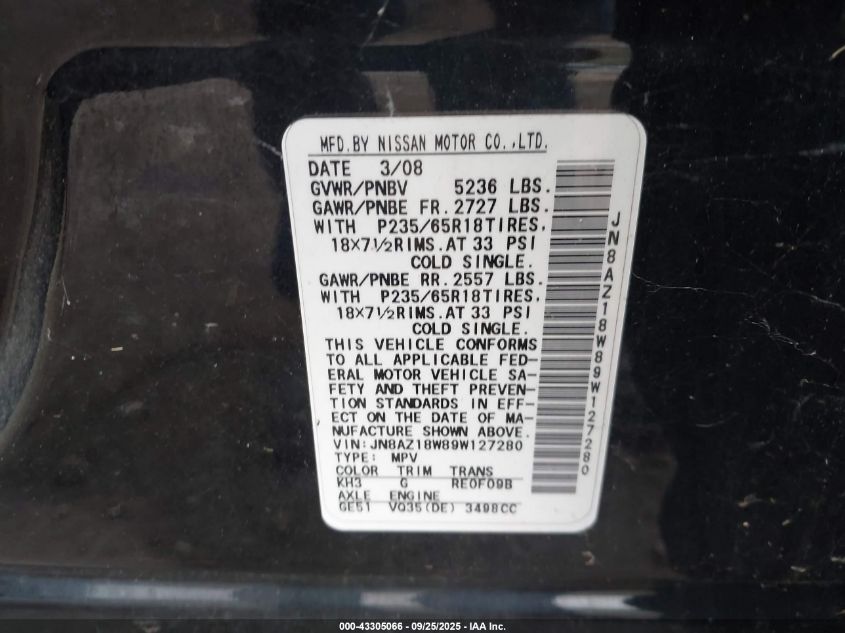 MFD.BY NISSAN MOTOR CO.,LTD.
DATE 3/08
GVWR/PNBV 5236 LBS.
GAWR/PNBE FR. 2727 LBS.
WITH P235/65R18TIRES.
18X7½RIMS.AT 33 PSI
COLD SINGLE.
GAWR/PNBE RR. 2557 LBS.
WITH P235/65R18TIRES.
18X7½RIMS.AT 33 PSI
COLD SINGLE.
THIS VEHICLE CONFORMS
TO ALL APPLICABLE FED-
ERAL MOTOR VEHICLE SA-
FETY AND THEFT PREVEN-
TION STANDARDS IN EFF-
ECT ON THE DATE OF MA-
NUFACTURE SHOWN ABOVE.
VIN:JN8AZ18W89W127280
TYPE: MPV
COLOR TRIM TRANS
KH3 G RE0F09B
AXLE ENGINE
GE51 VQ35(DE) 3498CC
JN8AZ18W89W127280
000-43305066 - 09/25/2025 - IAA Inc.